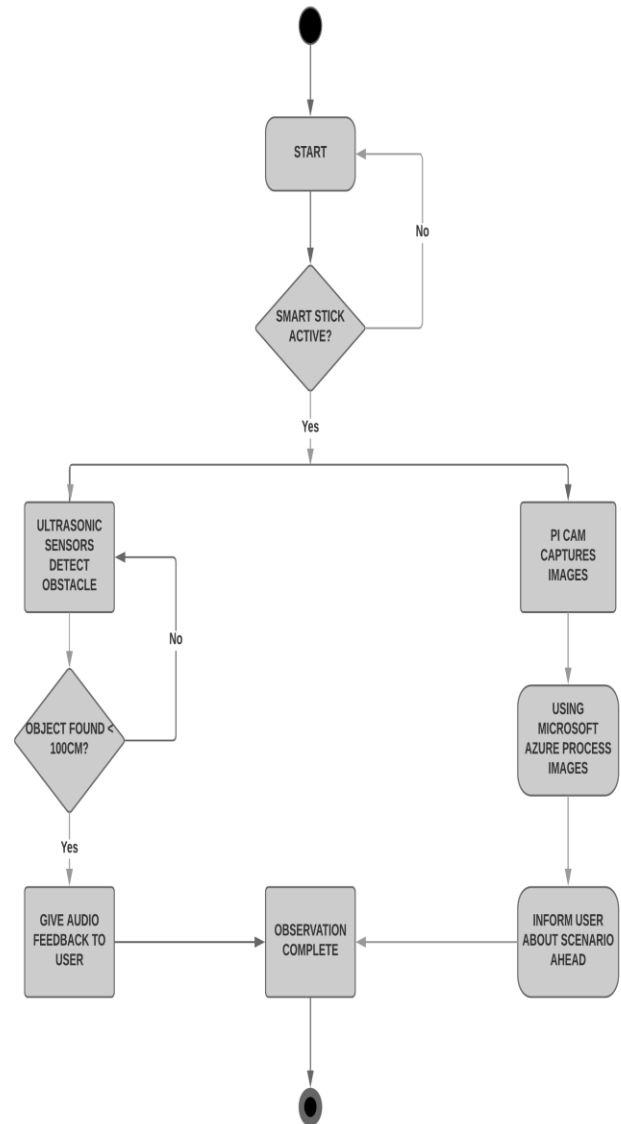 START
No
SMART STICK
ACTIVE?
Yes
ULTRASONIC
SENSORS
DETECT
OBSTACLE
PI CAM
CAPTURES
IMAGES
No
OBJECT FOUND <
100CM?
USING
MICROSOFT
AZURE PROCESS
IMAGES
Yes
GIVE AUDIO
FEEDBACK TO
USER
OBSERVATION
COMPLETE
INFORM USER
ABOUT SCENARIO
AHEAD